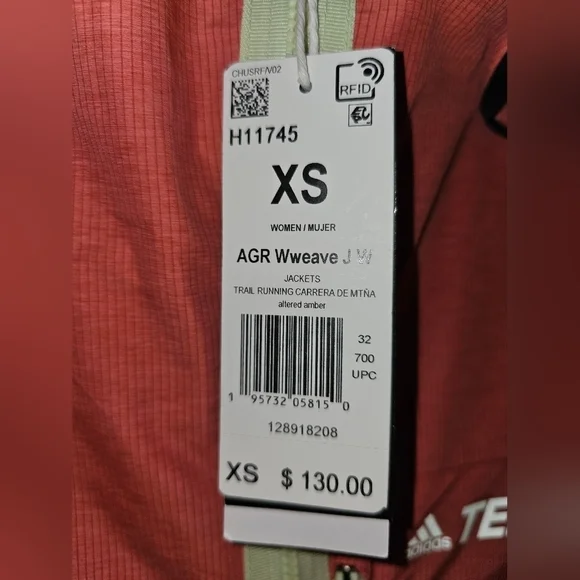 CHUSRF/V02
RFID
H11745
XS
WOMEN / MUJER
AGR Wweave J W
JACKETS
TRAIL RUNNING CARRERA DE MTÑA
altered amber
32
700
UPC
1 95732 05815 0
128918208
XS $ 130.00
adidas TE